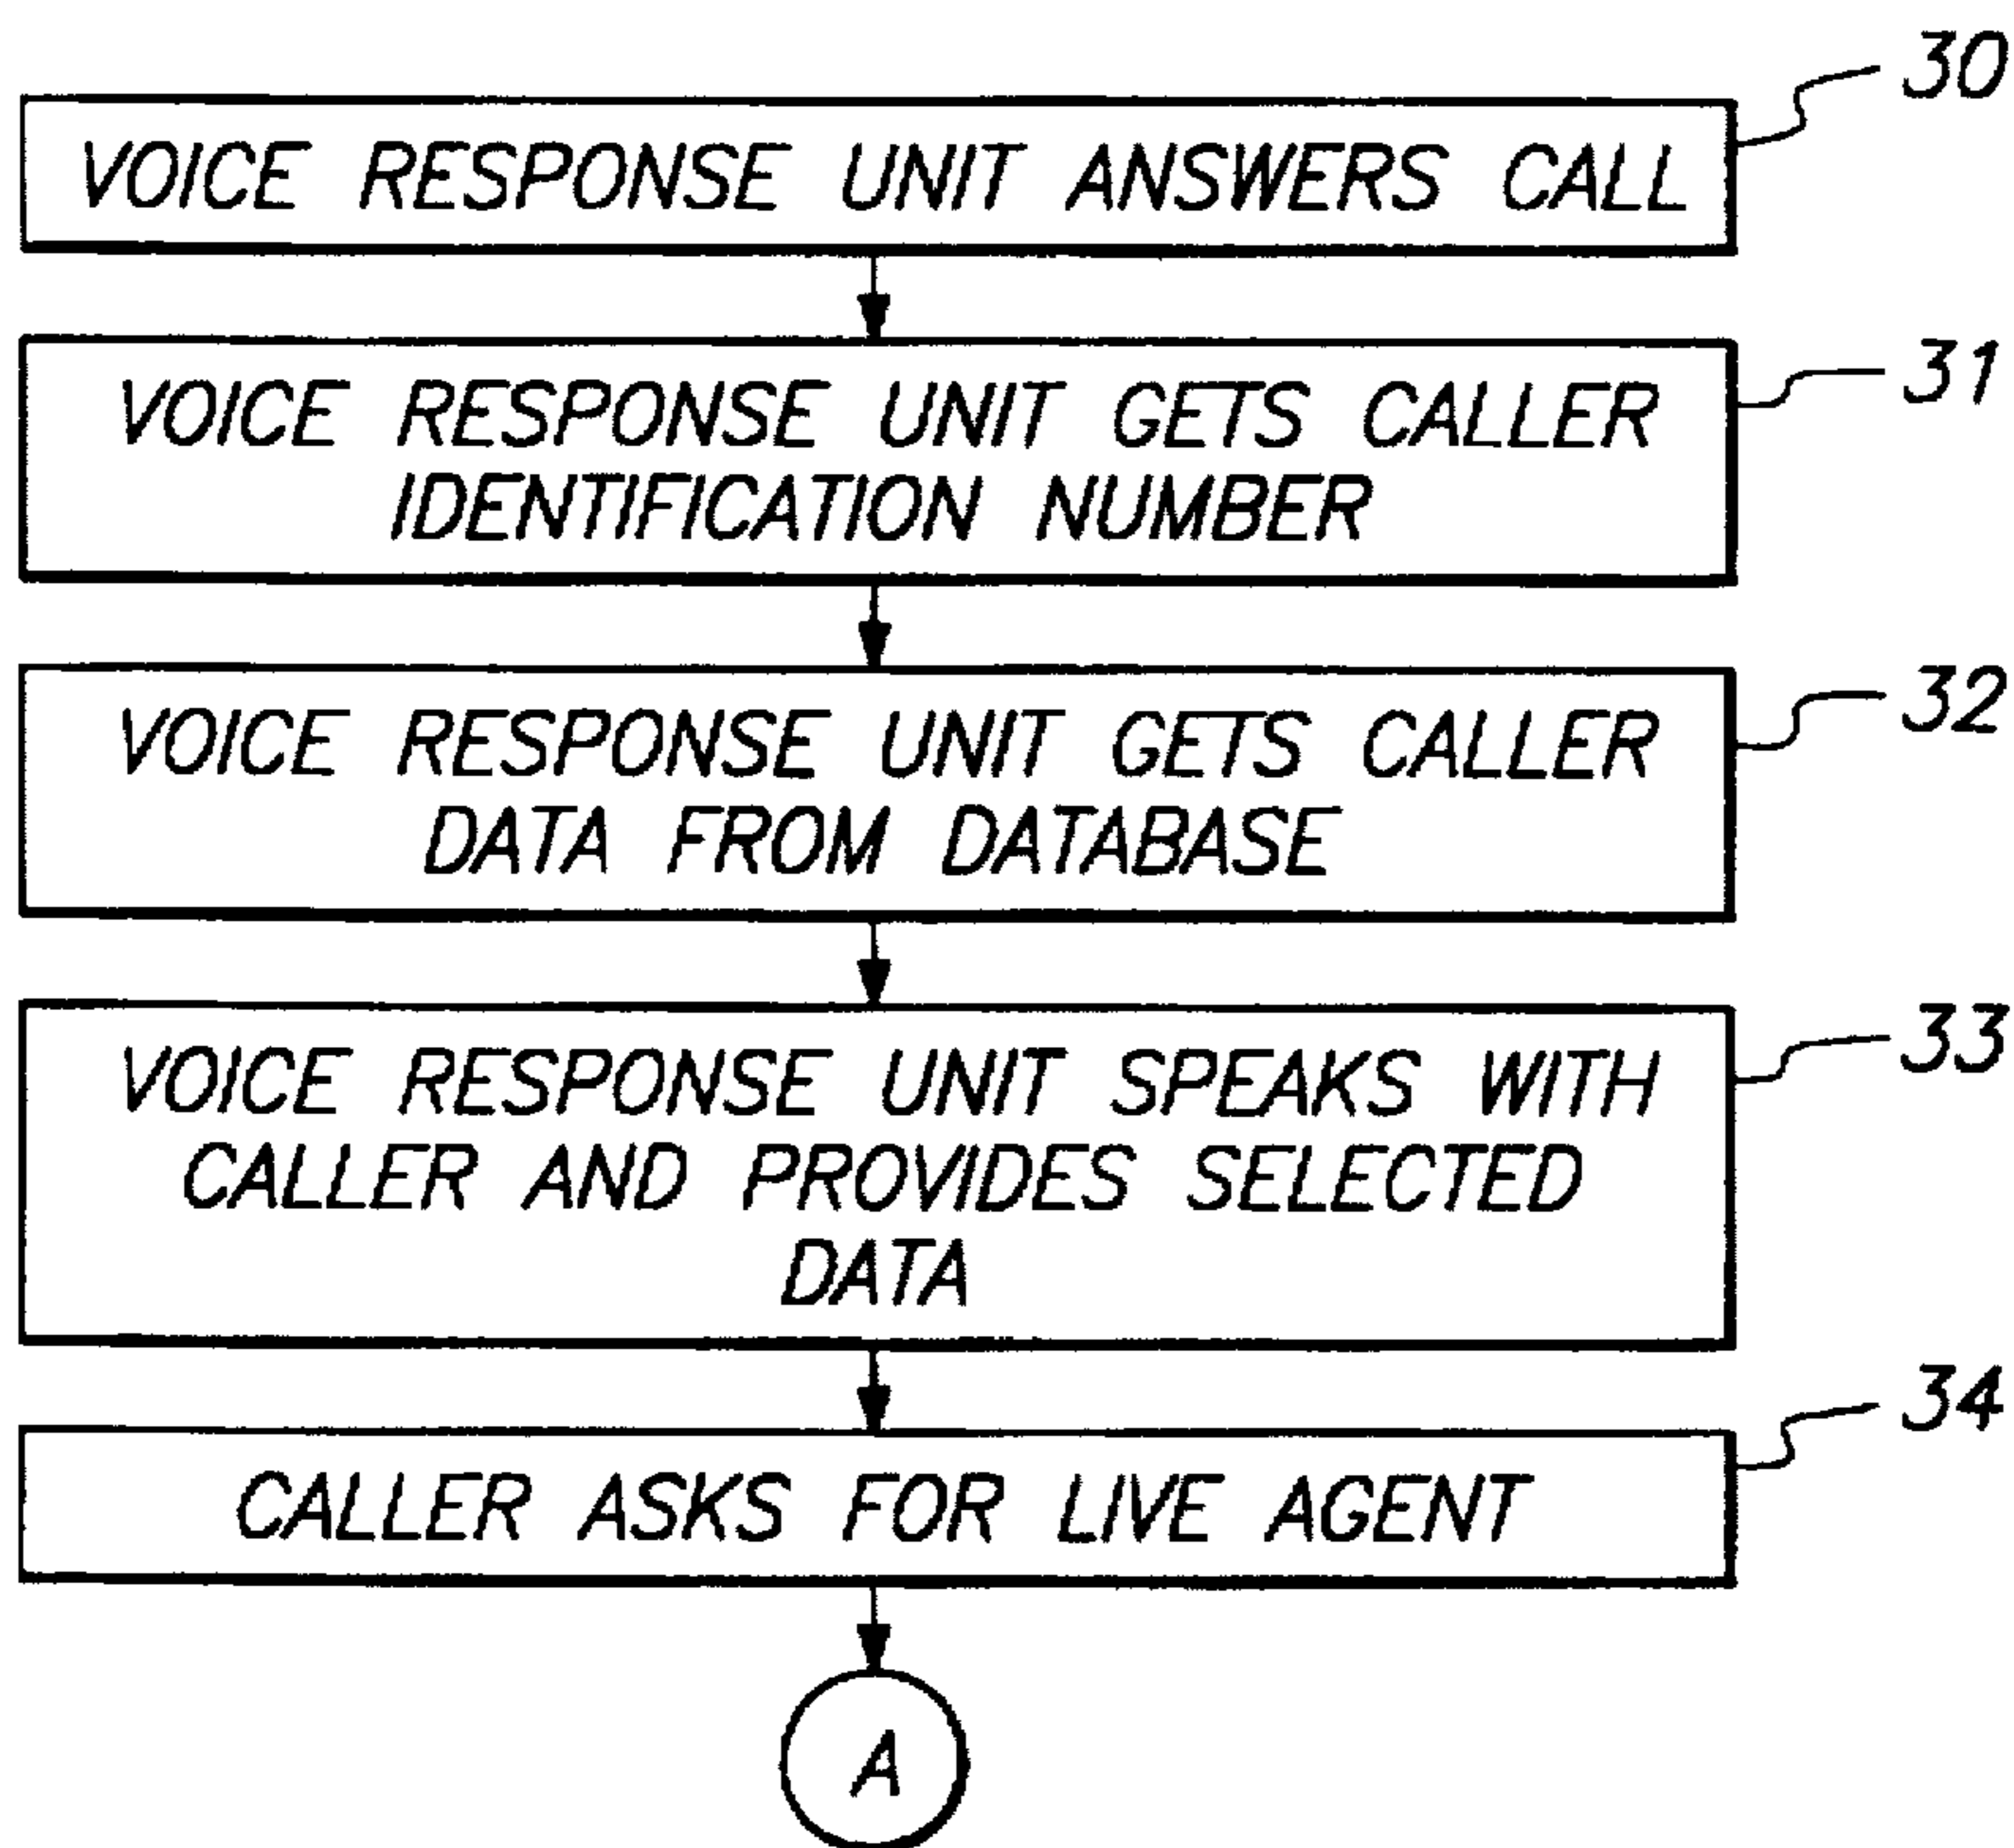 30
VOICE RESPONSE UNIT ANSWERS CALL
31
VOICE RESPONSE UNIT GETS CALLER
IDENTIFICATION NUMBER
32
VOICE RESPONSE UNIT GETS CALLER
DATA FROM DATABASE
33
VOICE RESPONSE UNIT SPEAKS WITH
CALLER AND PROVIDES SELECTED
DATA
34
CALLER ASKS FOR LIVE AGENT
A